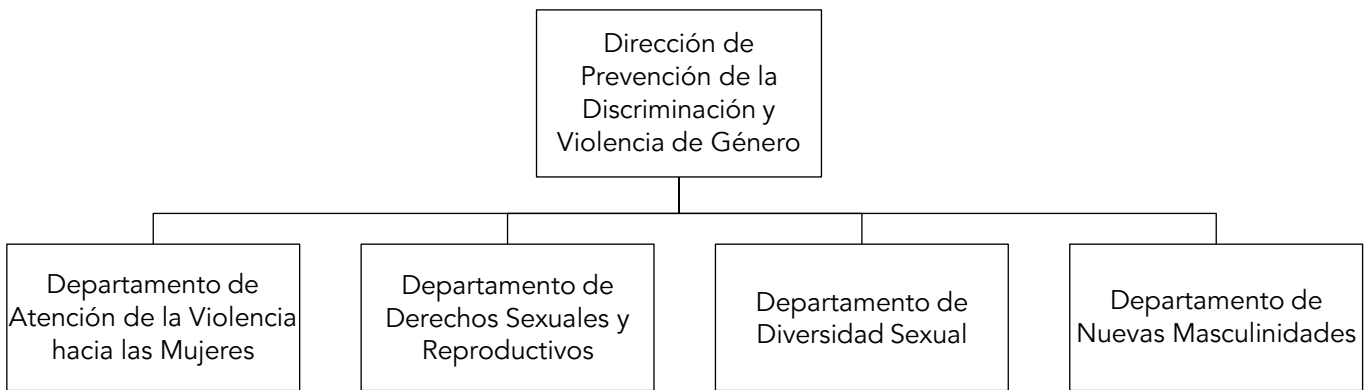 Dirección de
Prevención de la
Discriminación y
Violencia de Género
Departamento de
Atención de la Violencia
hacia las Mujeres
Departamento de
Derechos Sexuales y
Reproductivos
Departamento de
Diversidad Sexual
Departamento de
Nuevas Masculinidades